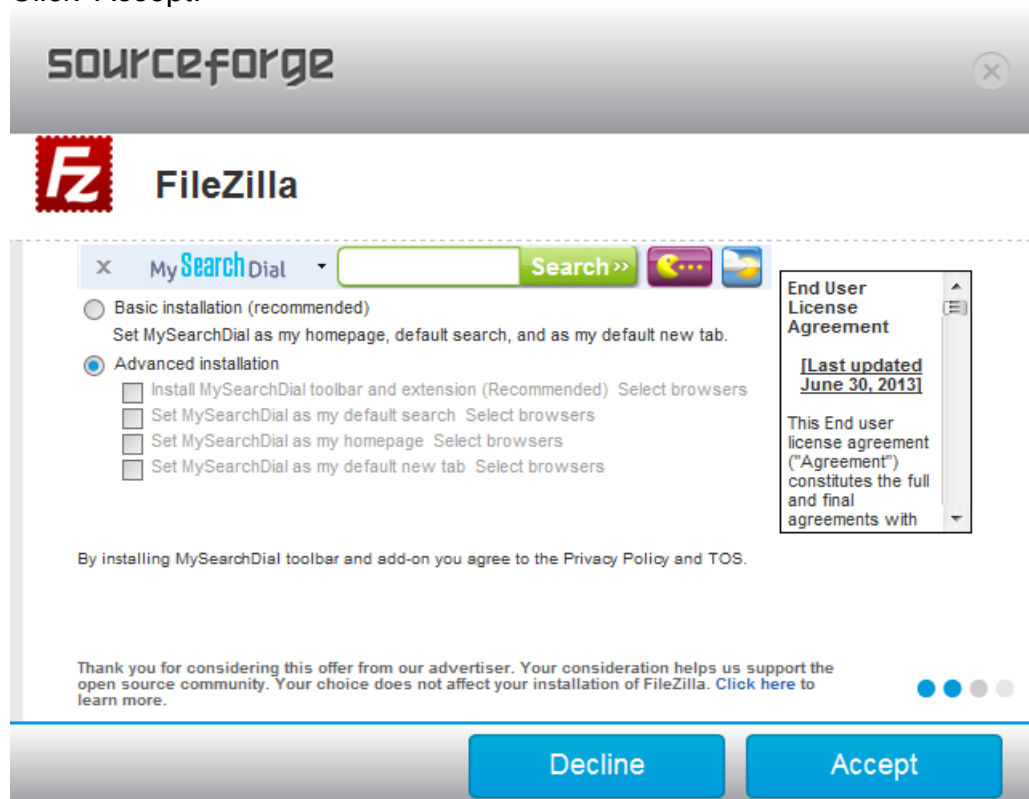 Click 'Accept.'
sourceforge
FileZilla
x My Search Dial Search »
Basic installation (recommended)
Set MySearchDial as my homepage, default search, and as my default new tab.
Advanced installation
Install MySearchDial toolbar and extension (Recommended) Select browsers
Set MySearchDial as my default search Select browsers
Set MySearchDial as my homepage Select browsers
Set MySearchDial as my default new tab Select browsers
End User
License
Agreement
[Last updated
June 30, 2013]
This End user
license agreement
("Agreement")
constitutes the full
and final
agreements with
By installing MySearchDial toolbar and add-on you agree to the Privacy Policy and TOS.
Thank you for considering this offer from our advertiser. Your consideration helps us support the
open source community. Your choice does not affect your installation of FileZilla. Click here to
learn more.
Decline
Accept